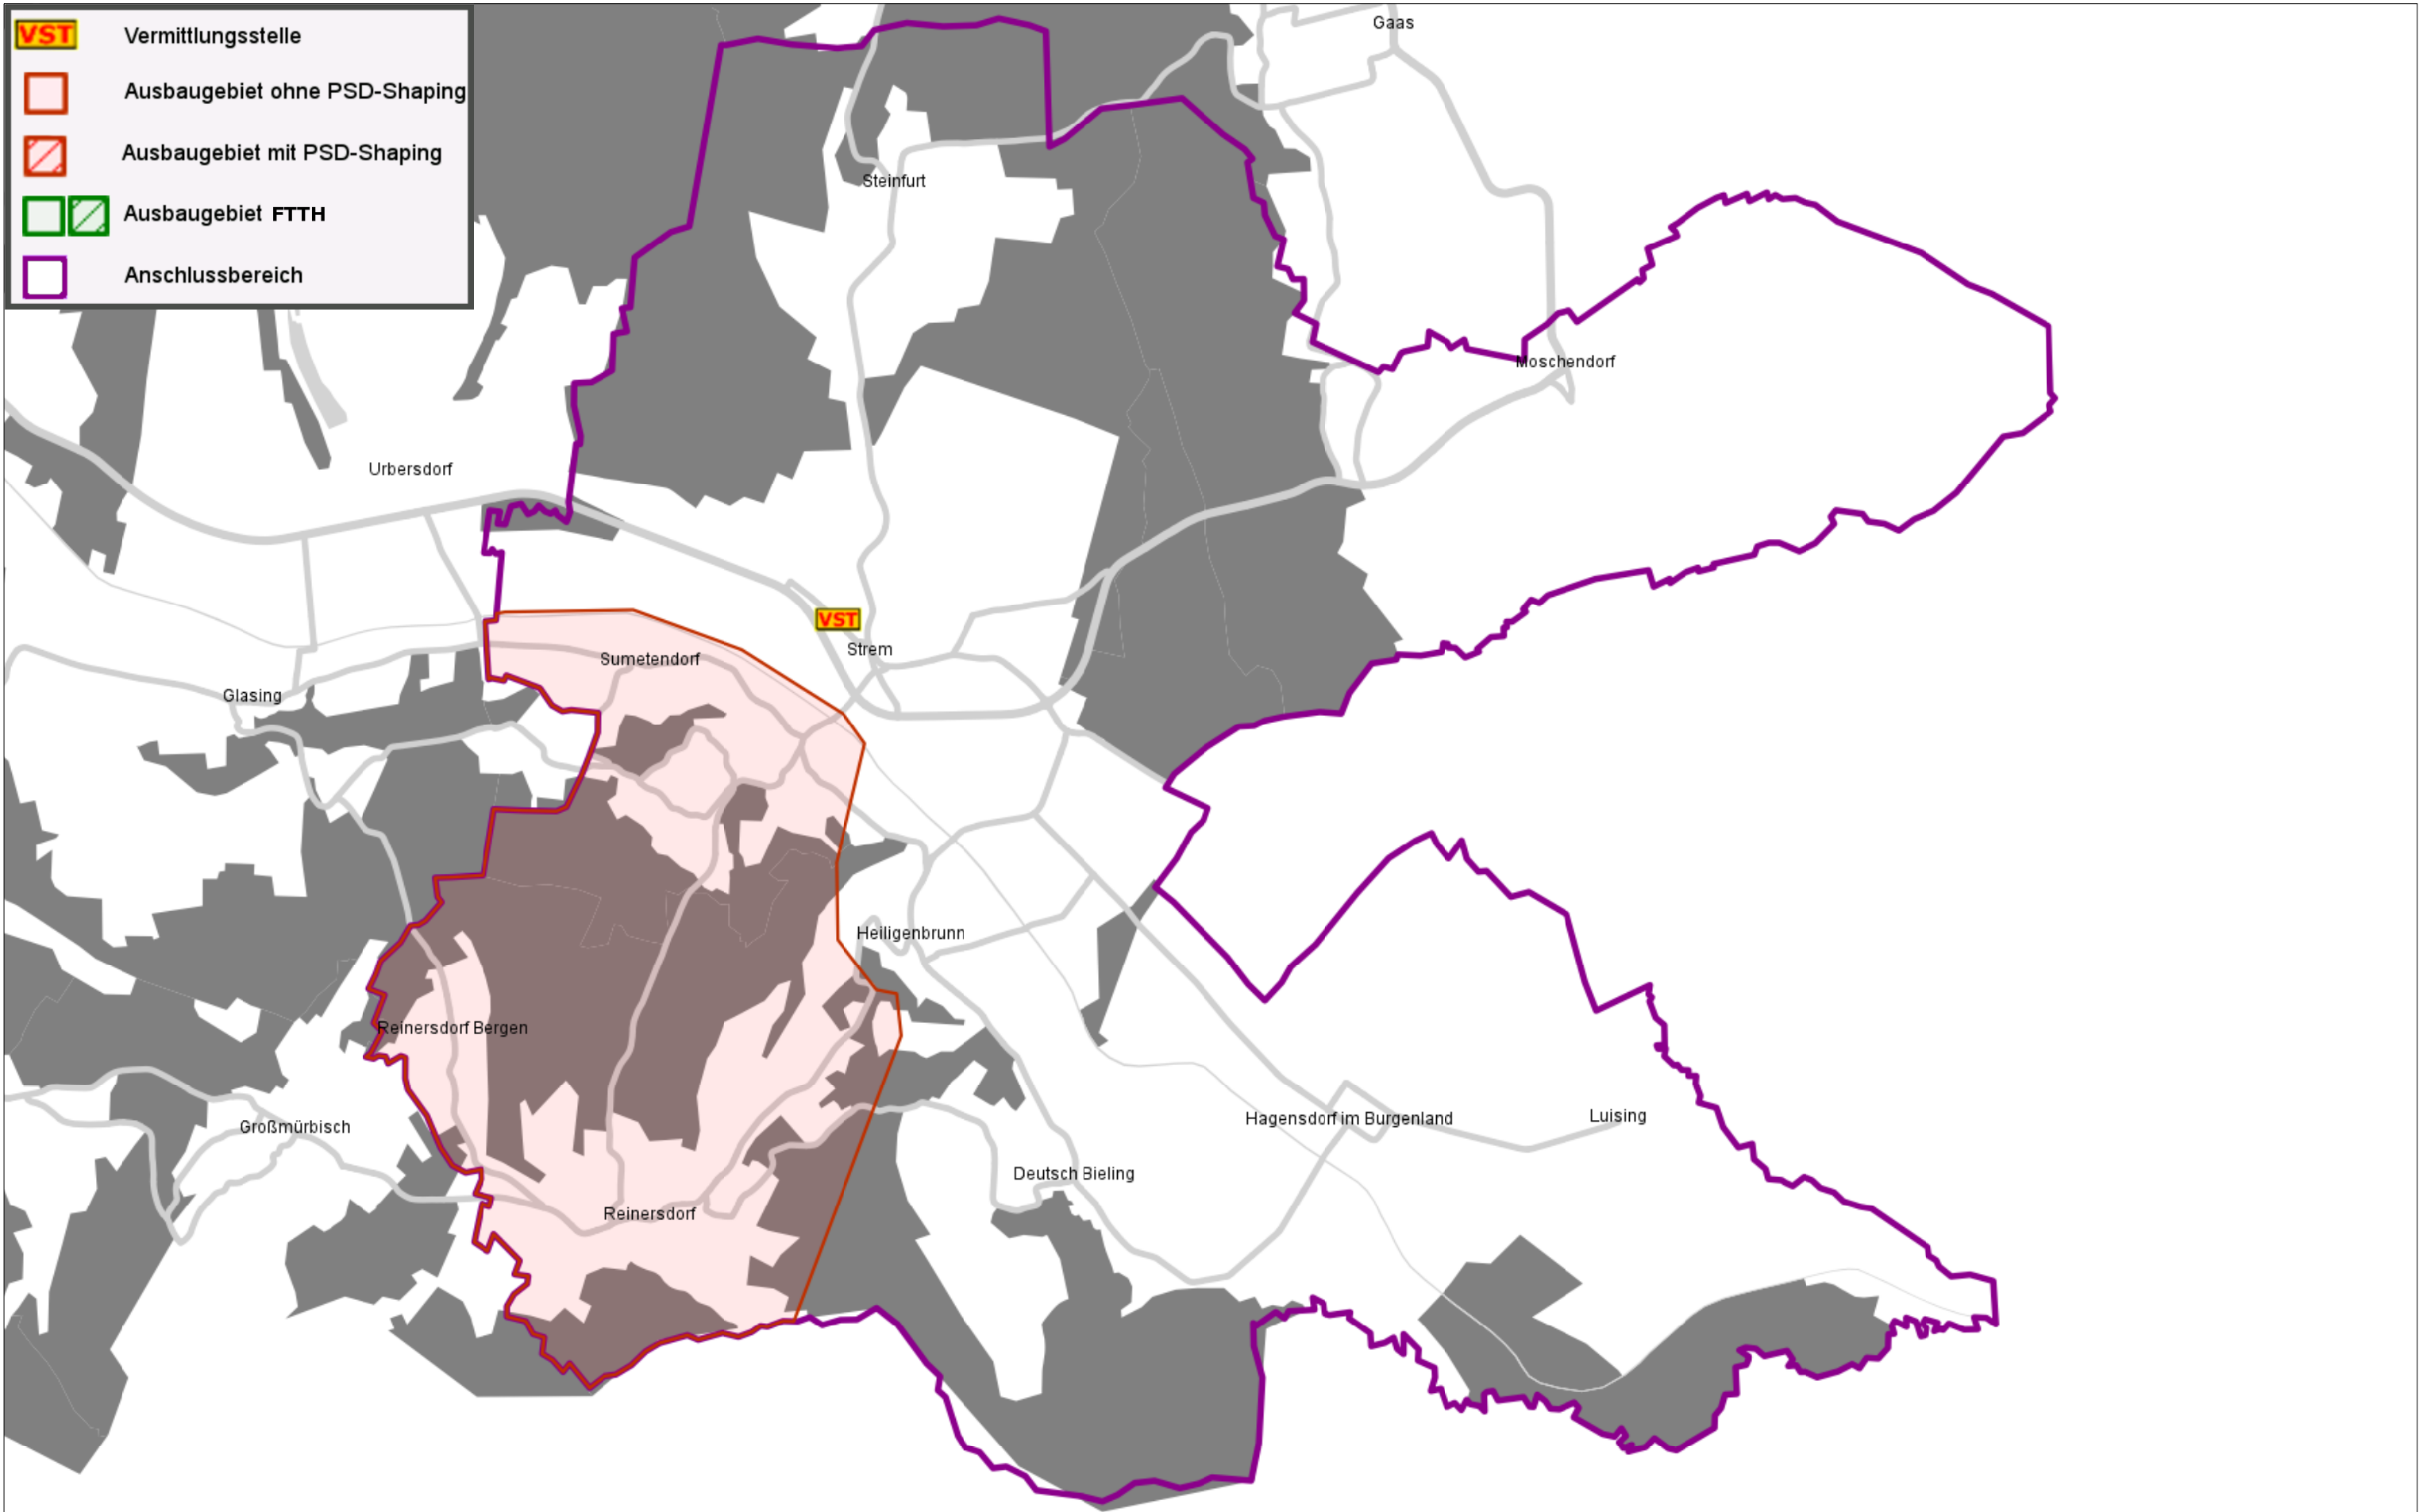 VST Vermittlungsstelle
Ausbaugebiet ohne PSD-Shaping
Ausbaugebiet mit PSD-Shaping
Ausbaugebiet FTTH
Anschlussbereich
Gaas
Steinfurt
Moschendorf
Urbersdorf
VST
Strem
Sumetendorf
Glasing
Heiligenbrunn
Reinersdorf Bergen
Großmürbisch
Hagensdorf im Burgenland
Luising
Deutsch Bieling
Reinersdorf